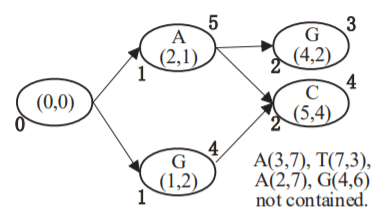 (0,0)
0
A
(2,1)
5
1
G
(1,2)
4
1
G
(4,2)
3
2
C
(5,4)
4
2
A(3,7), T(7,3),
A(2,7), G(4,6)
not contained.